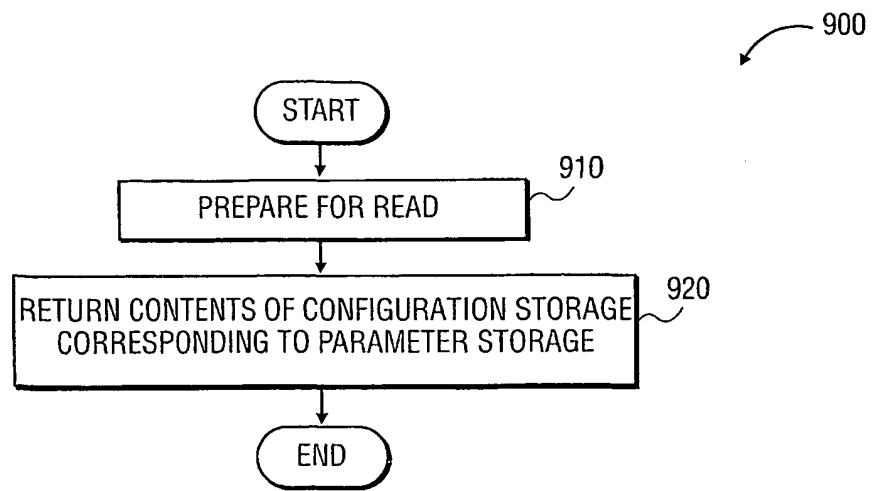 900
START
910
PREPARE FOR READ
920
RETURN CONTENTS OF CONFIGURATION STORAGE
CORRESPONDING TO PARAMETER STORAGE
END